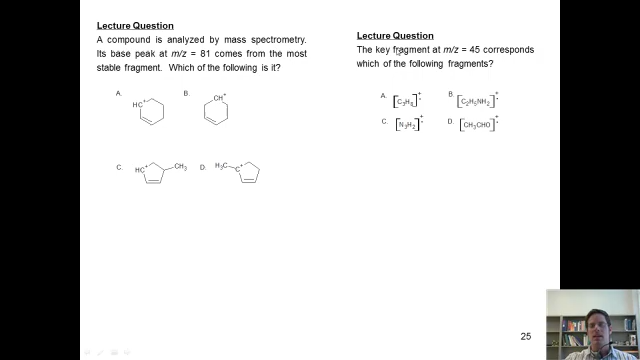 Lecture Question
A compound is analyzed by mass spectrometry.
Its base peak at m/z = 81 comes from the most
stable fragment. Which of the following is it?
A. HC+
B. CH+
C. HC+ CH3
D. H3C C+
Lecture Question
The key fragment at m/z = 45 corresponds
which of the following fragments?
A. [C3H8]+•
B. [C2H5NH2]+•
C. [N3H2]+•
D. [CH3CHO]+•
25